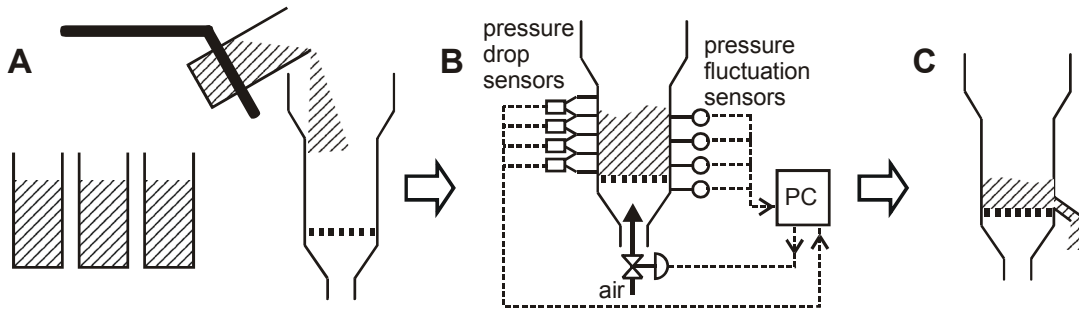 A
B
pressure
drop
sensors
pressure
fluctuation
sensors
PC
air
C